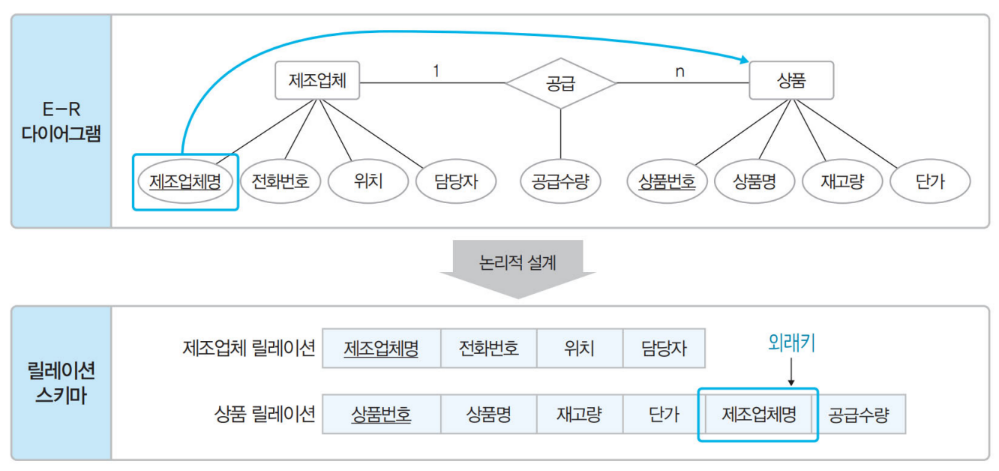 E-R
다이어그램
제조업체
1
공급
n
상품
제조업체명
전화번호
위치
담당자
공급수량
상품번호
상품명
재고량
단가
논리적 설계
릴레이션
스키마
제조업체 릴레이션
제조업체명
전화번호
위치
담당자
외래키
상품 릴레이션
상품번호
상품명
재고량
단가
제조업체명
공급수량